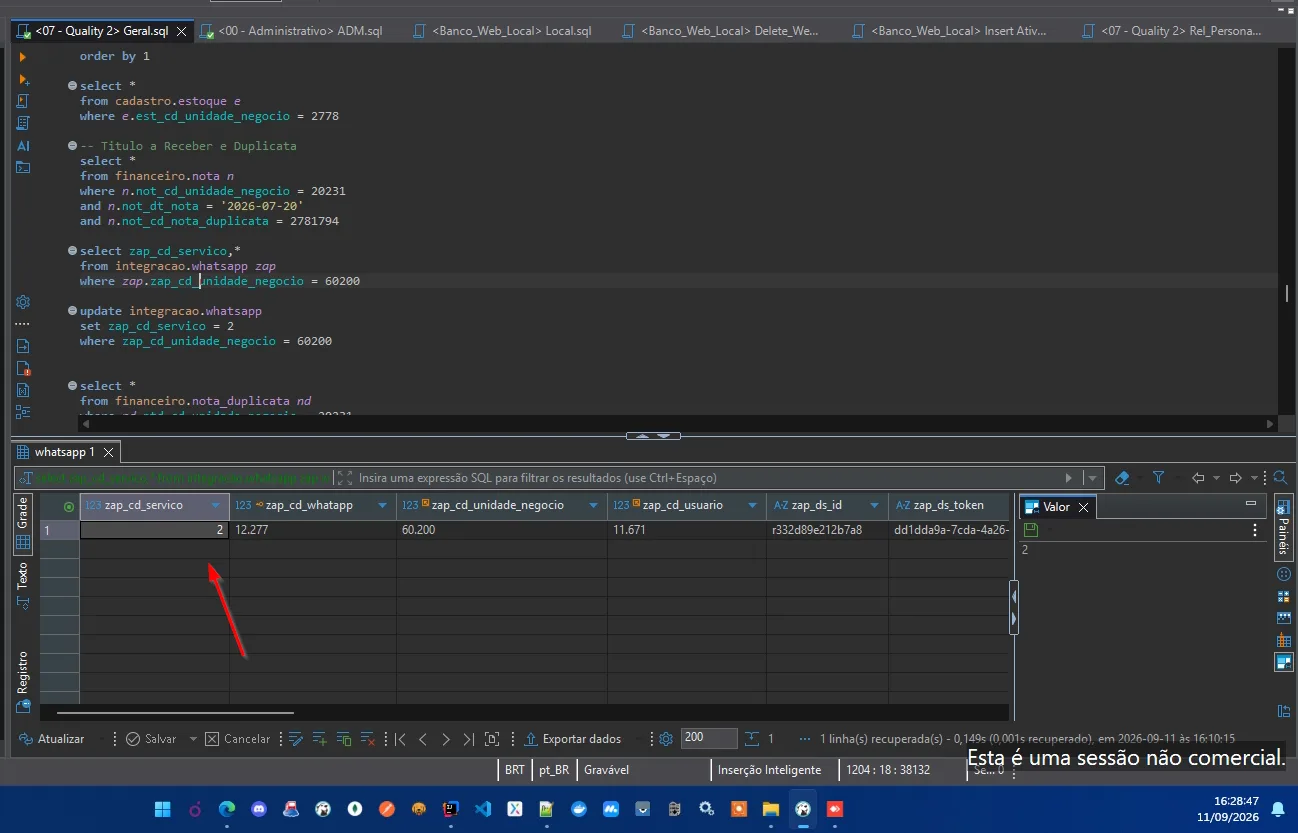 <07 - Quality 2> Geral.sql
<00 - Administrativo> ADM.sql
<Banco_Web_Local> Local.sql
<Banco_Web_Local> Delete_We...
<Banco_Web_Local> Insert Ativ...
<07 - Quality 2> Rel_Persona...
order by 1
select *
from cadastro.estoque e
where e.est_cd_unidade_negocio = 2778
-- Titulo a Receber e Duplicata
select *
from financeiro.nota n
where n.not_cd_unidade_negocio = 20231
and n.not_dt_nota = '2026-07-20'
and n.not_cd_nota_duplicata = 2781794
select zap_cd_servico,*
from integracao.whatsapp zap
where zap.zap_cd_unidade_negocio = 60200
update integracao.whatsapp
set zap_cd_servico = 2
where zap_cd_unidade_negocio = 60200
select *
from financeiro.nota_duplicata nd
AI
whatsapp 1
Insira uma expressão SQL para filtrar os resultados (use Ctrl+Espaço)
Grade
Texto
Registro
123 zap_cd_servico
123 zap_cd_whatapp
123 zap_cd_unidade_negocio
123 zap_cd_usuario
A-Z zap_ds_id
A-Z zap_ds_token
1
2
12.277
60.200
11.671
r332d89e212b7a8
dd1dda9a-7cda-4a26-
Valor
2
Painéis
Atualizar
Salvar
Cancelar
Exportar dados
200
1
1 linha(s) recuperada(s) - 0,149s (0,001s recuperado), em 2026-09-11 às 16:10:15
Esta é uma sessão não comercial.
BRT
pt_BR
Gravável
Inserção Inteligente
1204 : 18 : 38132
16:28:47
11/09/2026